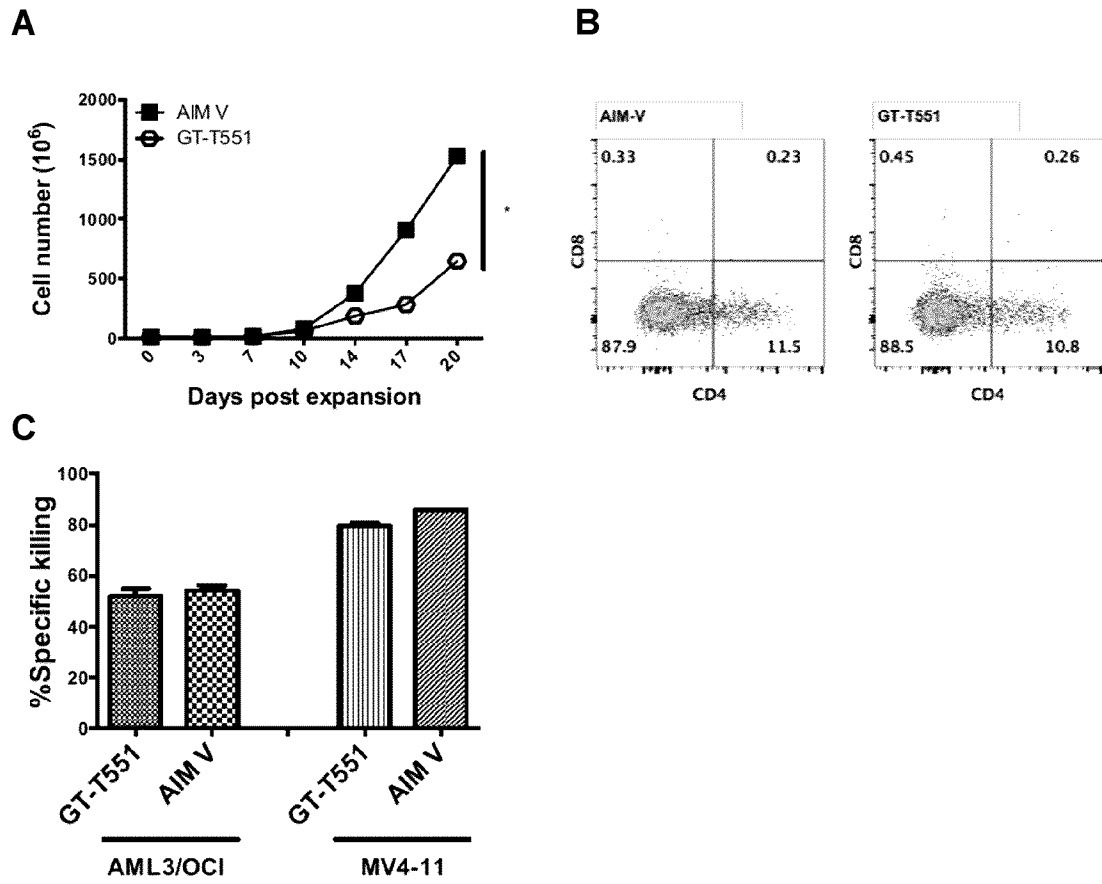 A
AIM V
GT-T551
2000
1500
1000
500
0
Cell number (10⁶)
0 3 7 10 14 17 20
*
Days post expansion
B
AIM-V
0.33 0.23
87.9 11.5
CD8
CD4
GT-T551
0.45 0.26
88.5 10.8
CD8
CD4
C
100
80
60
40
20
0
%Specific killing
GT-T551
AIM V
GT-T551
AIM V
AML3/OCI
MV4-11